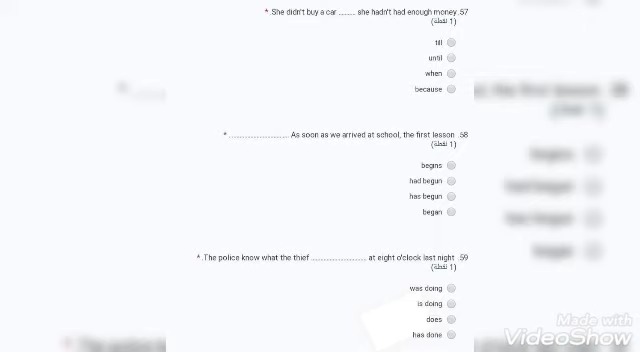 57. She didn't buy a car .......... she hadn't had enough money. *
(1 نقطة)
till
until
when
because
58. As soon as we arrived at school, the first lesson .................................. *
(1 نقطة)
begins
had begun
has begun
began
59. The police know what the thief ................................ at eight o'clock last night. *
(1 نقطة)
was doing
is doing
does
has done
Made with
VideoShow